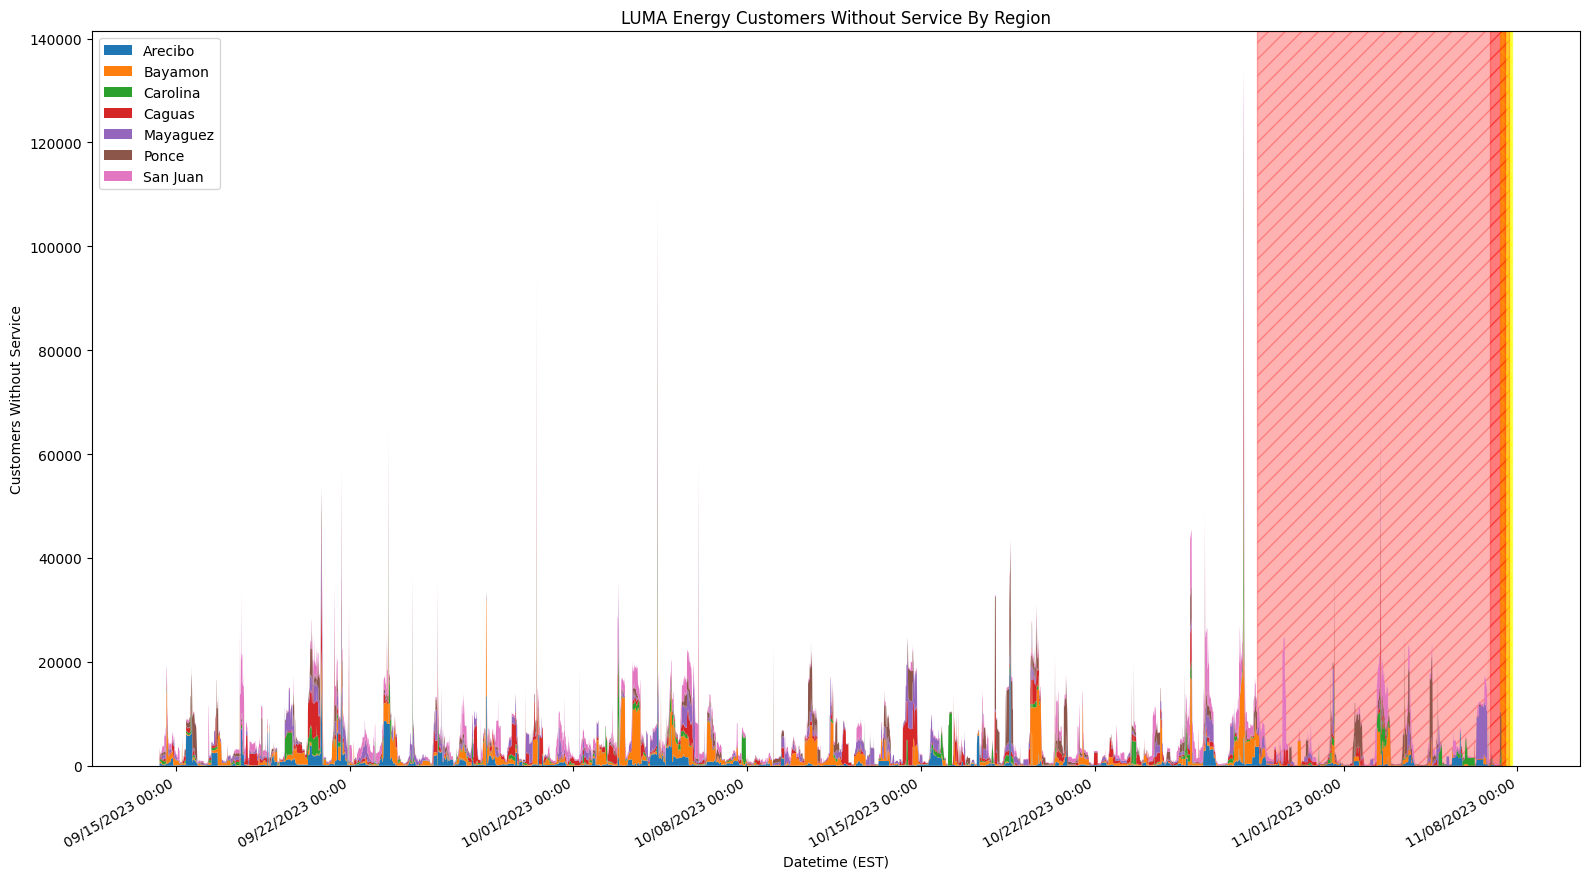 LUMA Energy Customers Without Service By Region
140000
120000
100000
80000
60000
40000
20000
0
Customers Without Service
Arecibo
Bayamon
Carolina
Caguas
Mayaguez
Ponce
San Juan
09/15/2023 00:00
09/22/2023 00:00
10/01/2023 00:00
10/08/2023 00:00
10/15/2023 00:00
10/22/2023 00:00
11/01/2023 00:00
11/08/2023 00:00
Datetime (EST)